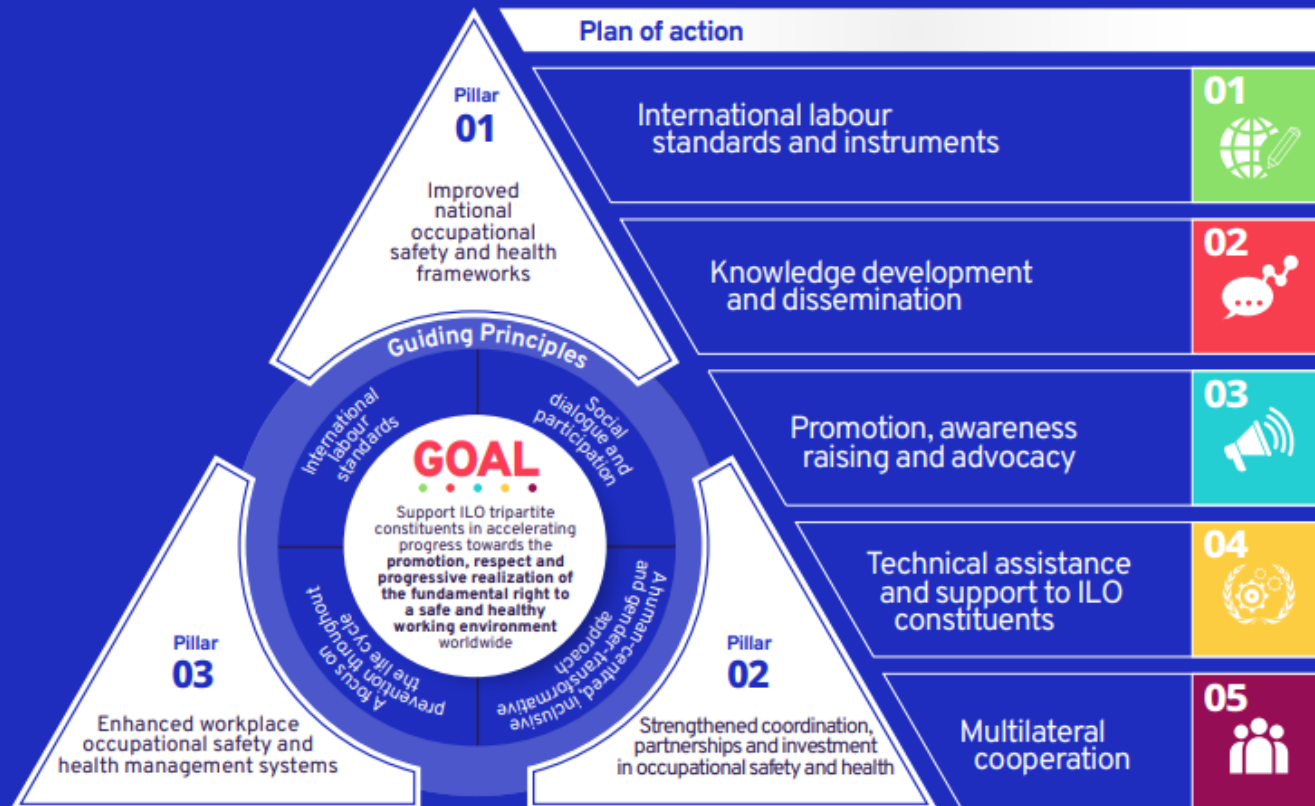 Plan of action
Pillar
01
Improved
national
occupational
safety and health
frameworks
Guiding Principles
International
labour
standards
Social
dialogue and
participation
A human-centred, inclusive
and gender-transformative
approach
A focus on
prevention throughout
the life cycle
GOAL
Support ILO tripartite
constituents in accelerating
progress towards the
promotion, respect and
progressive realization of
the fundamental right to
a safe and healthy
working environment
worldwide
Pillar
02
Strengthened coordination,
partnerships and investment
in occupational safety and health
Pillar
03
Enhanced workplace
occupational safety and
health management systems
International labour
standards and instruments
01
Knowledge development
and dissemination
02
Promotion, awareness
raising and advocacy
03
Technical assistance
and support to ILO
constituents
04
Multilateral
cooperation
05